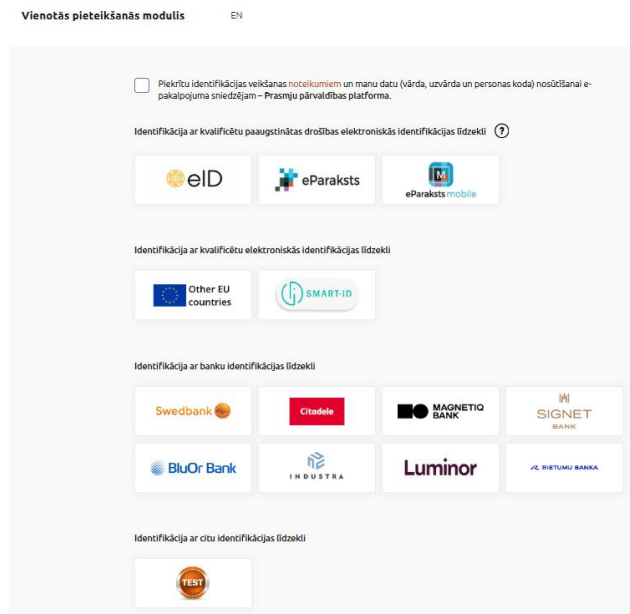 Vienotās pieteikšanās modulis EN
Piekrītu identifikācijas veikšanas noteikumiem un manu datu (vārda, uzvārda un personas koda) nosūtīšanai e-
pakalpojuma sniedzējam – Prasmju pārvaldības platforma.
Identifikācija ar kvalificētu paaugstinātas drošības elektroniskās identifikācijas līdzekli ?
eID
eParaksts
M
eParaksts mobile
Identifikācija ar kvalificētu elektroniskās identifikācijas līdzekli
Other EU
countries
SMART-ID
Identifikācija ar banku identifikācijas līdzekli
Swedbank
Citadele
MAGNETIQ
BANK
SIGNET
BANK
BluOr Bank
INDUSTRA
Luminor
RIETUMU BANKA
Identifikācija ar citu identifikācijas līdzekli
TEST